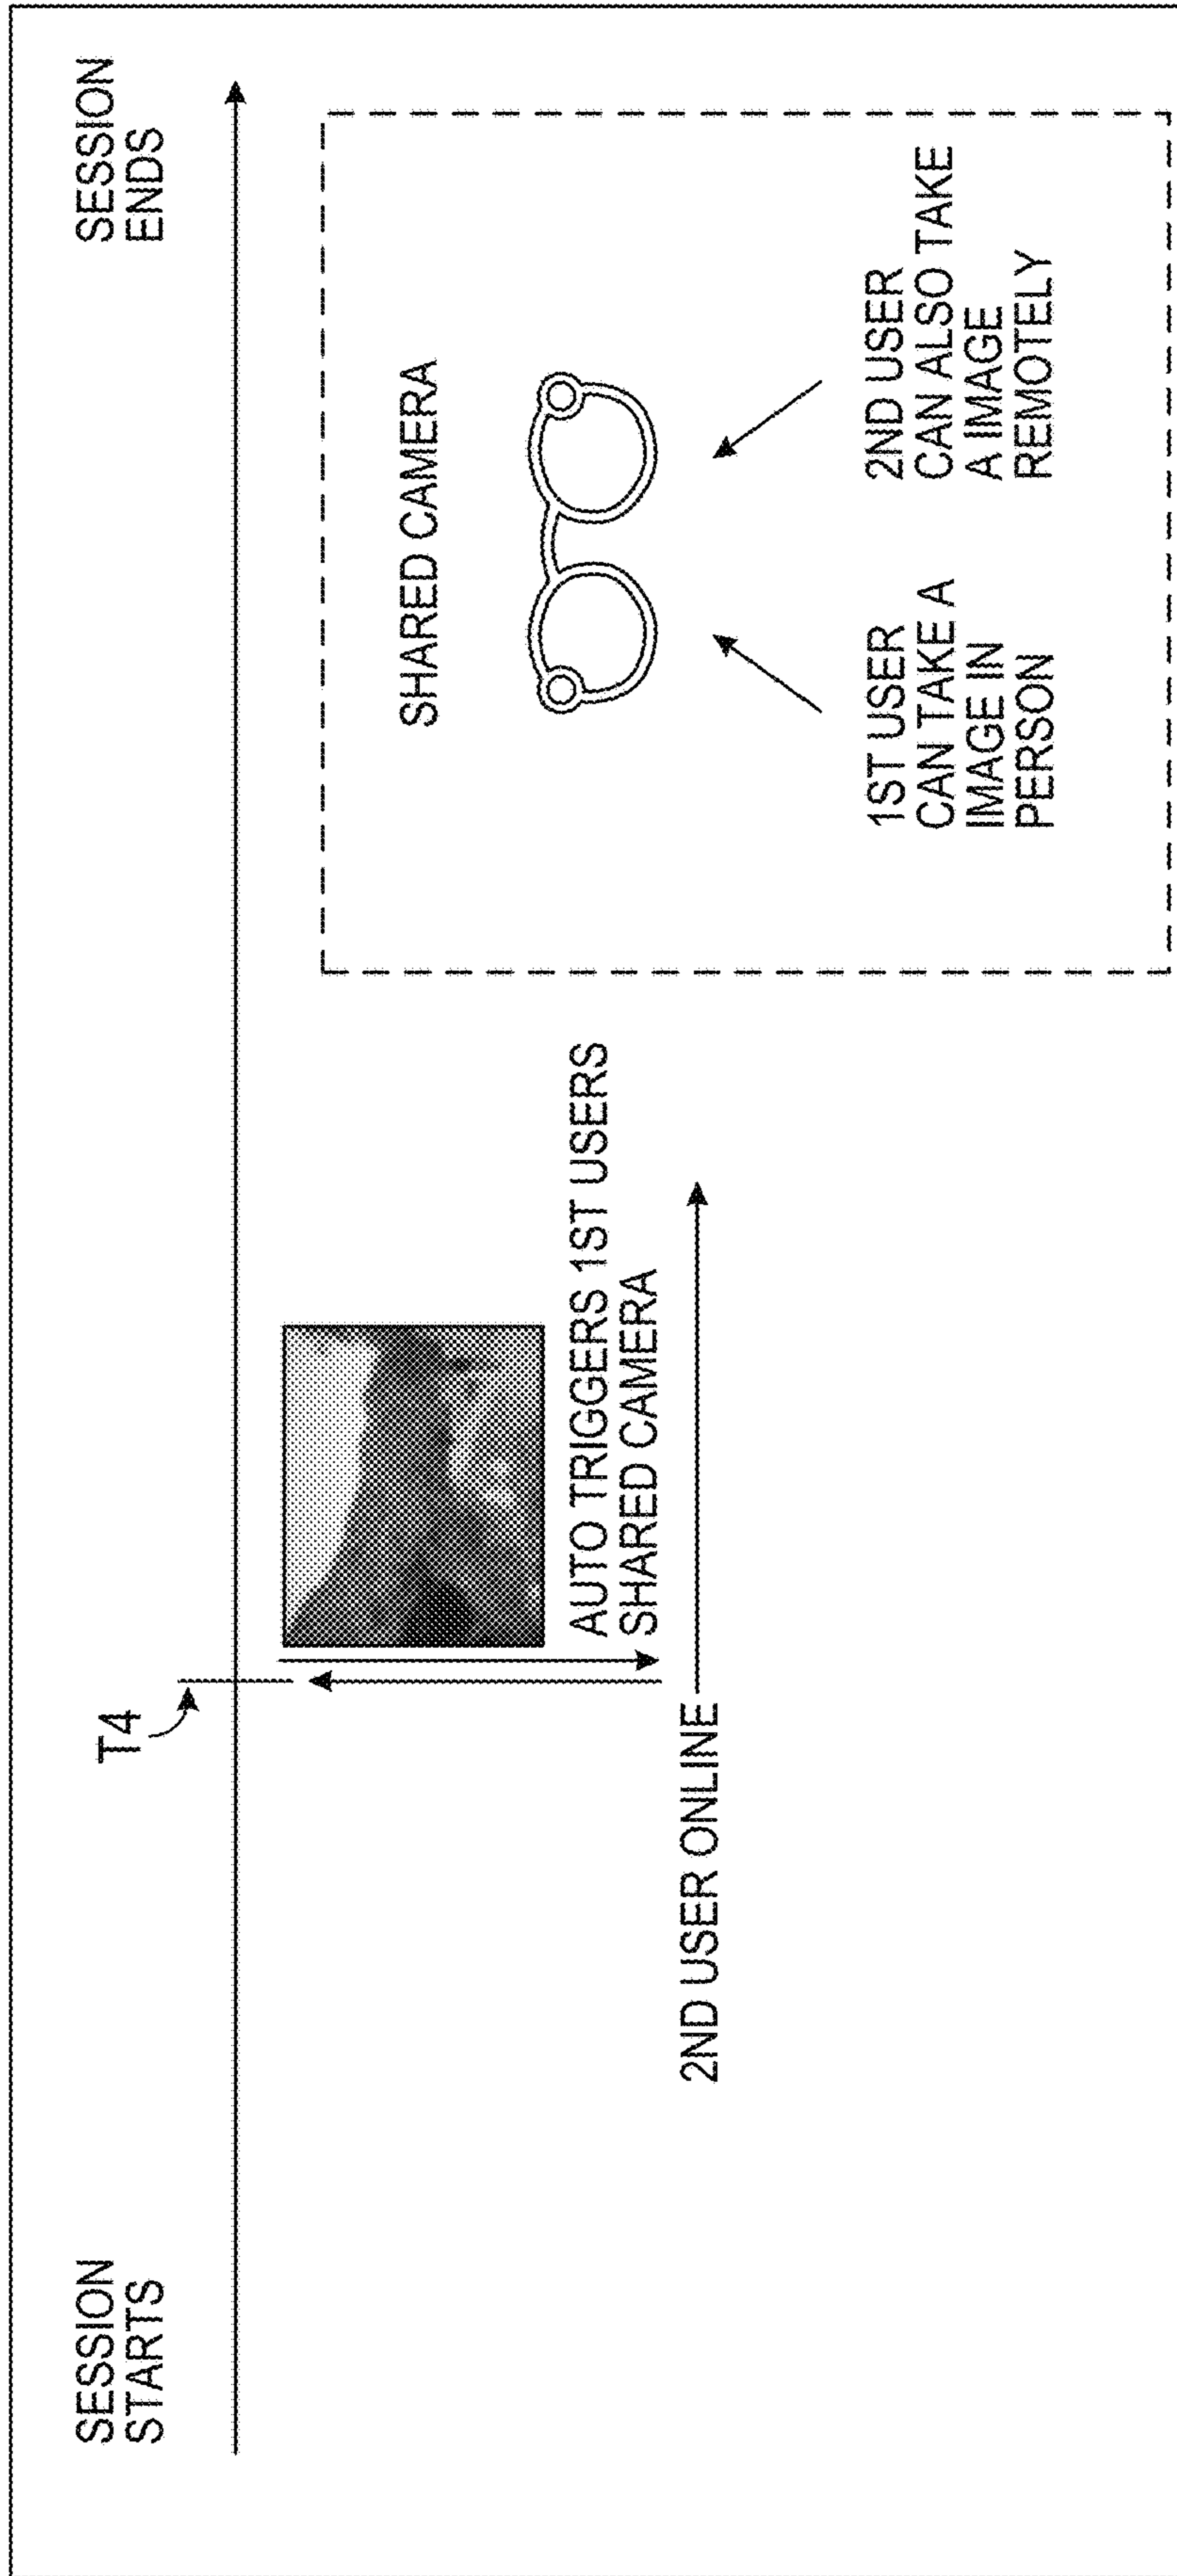 SESSION
STARTS
SESSION
ENDS
T4
AUTO TRIGGERS 1ST USERS
SHARED CAMERA
2ND USER ONLINE
SHARED CAMERA
1ST USER
CAN TAKE A
IMAGE IN
PERSON
2ND USER
CAN ALSO TAKE
A IMAGE
REMOTELY